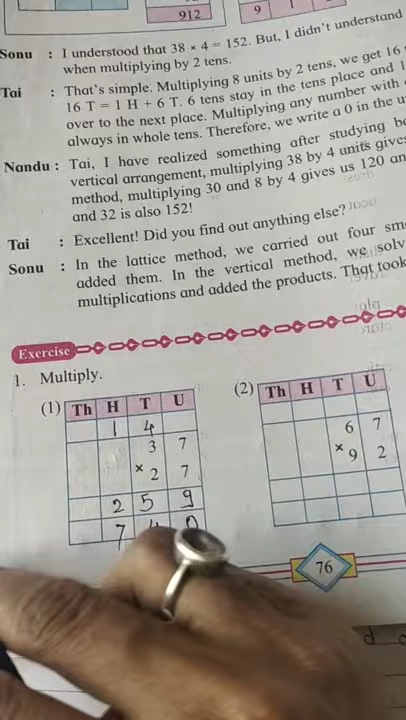 912
9 1
Sonu : I understood that 38 × 4 = 152. But, I didn't understand
when multiplying by 2 tens.
Tai : That's simple. Multiplying 8 units by 2 tens, we get 16
16 T = 1 H + 6 T. 6 tens stay in the tens place and 1
over to the next place. Multiplying any number with
always in whole tens. Therefore, we write a 0 in the u
Nandu : Tai, I have realized something after studying
vertical arrangement, multiplying 38 by 4 units gives
method, multiplying 30 and 8 by 4 gives us 120 an
and 32 is also 152!
Tai : Excellent! Did you find out anything else?
Sonu : In the lattice method, we carried out four sm
added them. In the vertical method, we solv
multiplications and added the products. That took
Exercise
1. Multiply.
(1) Th H T U
1 4
3 7
× 2 7
2 5 9
7 4 0
(2) Th H T U
6 7
× 9 2
76